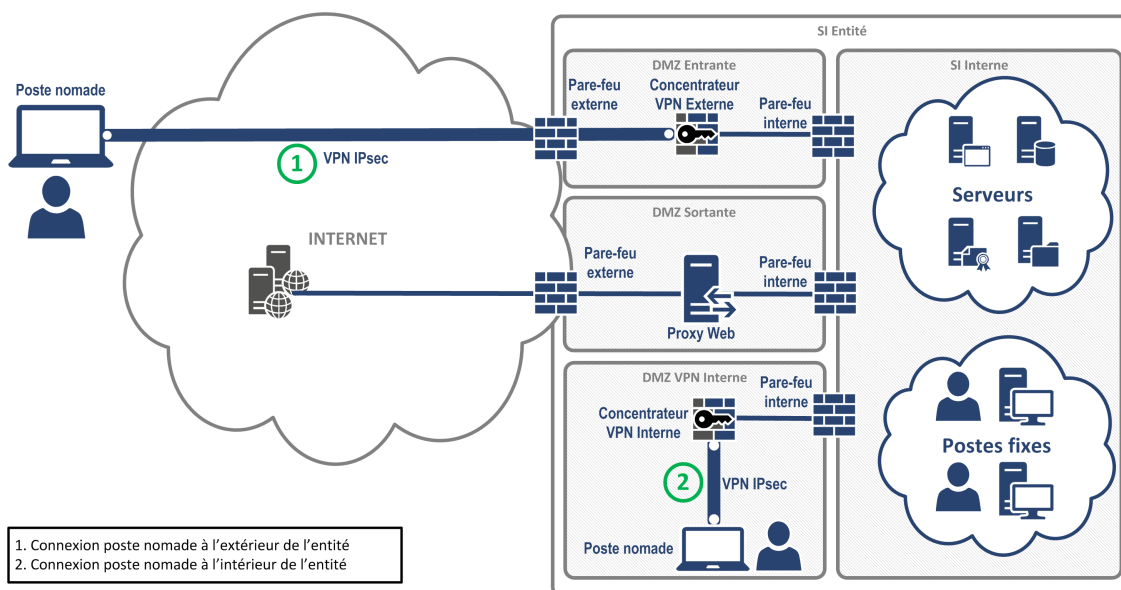 SI Entité
DMZ Entrante
SI Interne
Poste nomade
Pare-feu
externe
Concentrateur
VPN Externe
Pare-feu
interne
1
VPN IPsec
Serveurs
DMZ Sortante
INTERNET
Pare-feu
externe
Pare-feu
interne
Proxy Web
DMZ VPN Interne
Pare-feu
interne
Concentrateur
VPN Interne
Postes fixes
2
VPN IPsec
Poste nomade
1. Connexion poste nomade à l’extérieur de l’entité
2. Connexion poste nomade à l’intérieur de l’entité